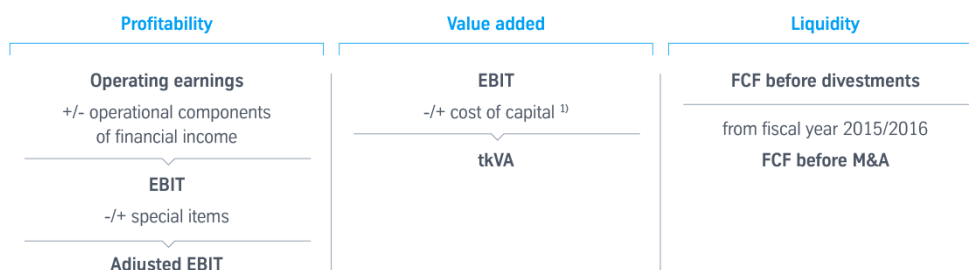 Profitability
Value added
Liquidity
Operating earnings
+/- operational components
of financial income
EBIT
-/+ special items
Adjusted EBIT
EBIT
-/+ cost of capital 1)
tkVA
FCF before divestments
from fiscal year 2015/2016
FCF before M&A